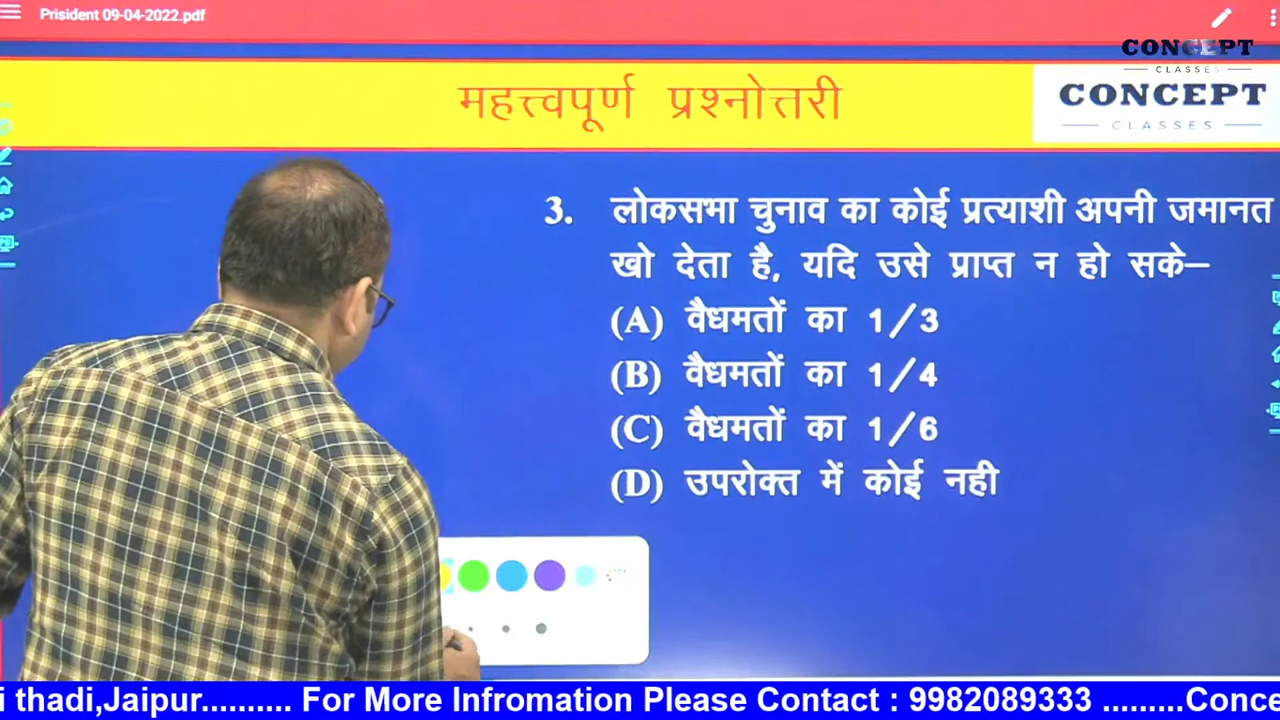 Prisident 09-04-2022.pdf
CONCEPT
CLASSES
महत्त्वपूर्ण प्रश्नोत्तरी
CONCEPT
CLASSES
3. लोकसभा चुनाव का कोई प्रत्याशी अपनी जमानत
खो देता है, यदि उसे प्राप्त न हो सके–
(A) वैधमतों का 1/3
(B) वैधमतों का 1/4
(C) वैधमतों का 1/6
(D) उपरोक्त में कोई नही
i thadi,Jaipur.......... For More Infromation Please Contact : 9982089333 .........Conce